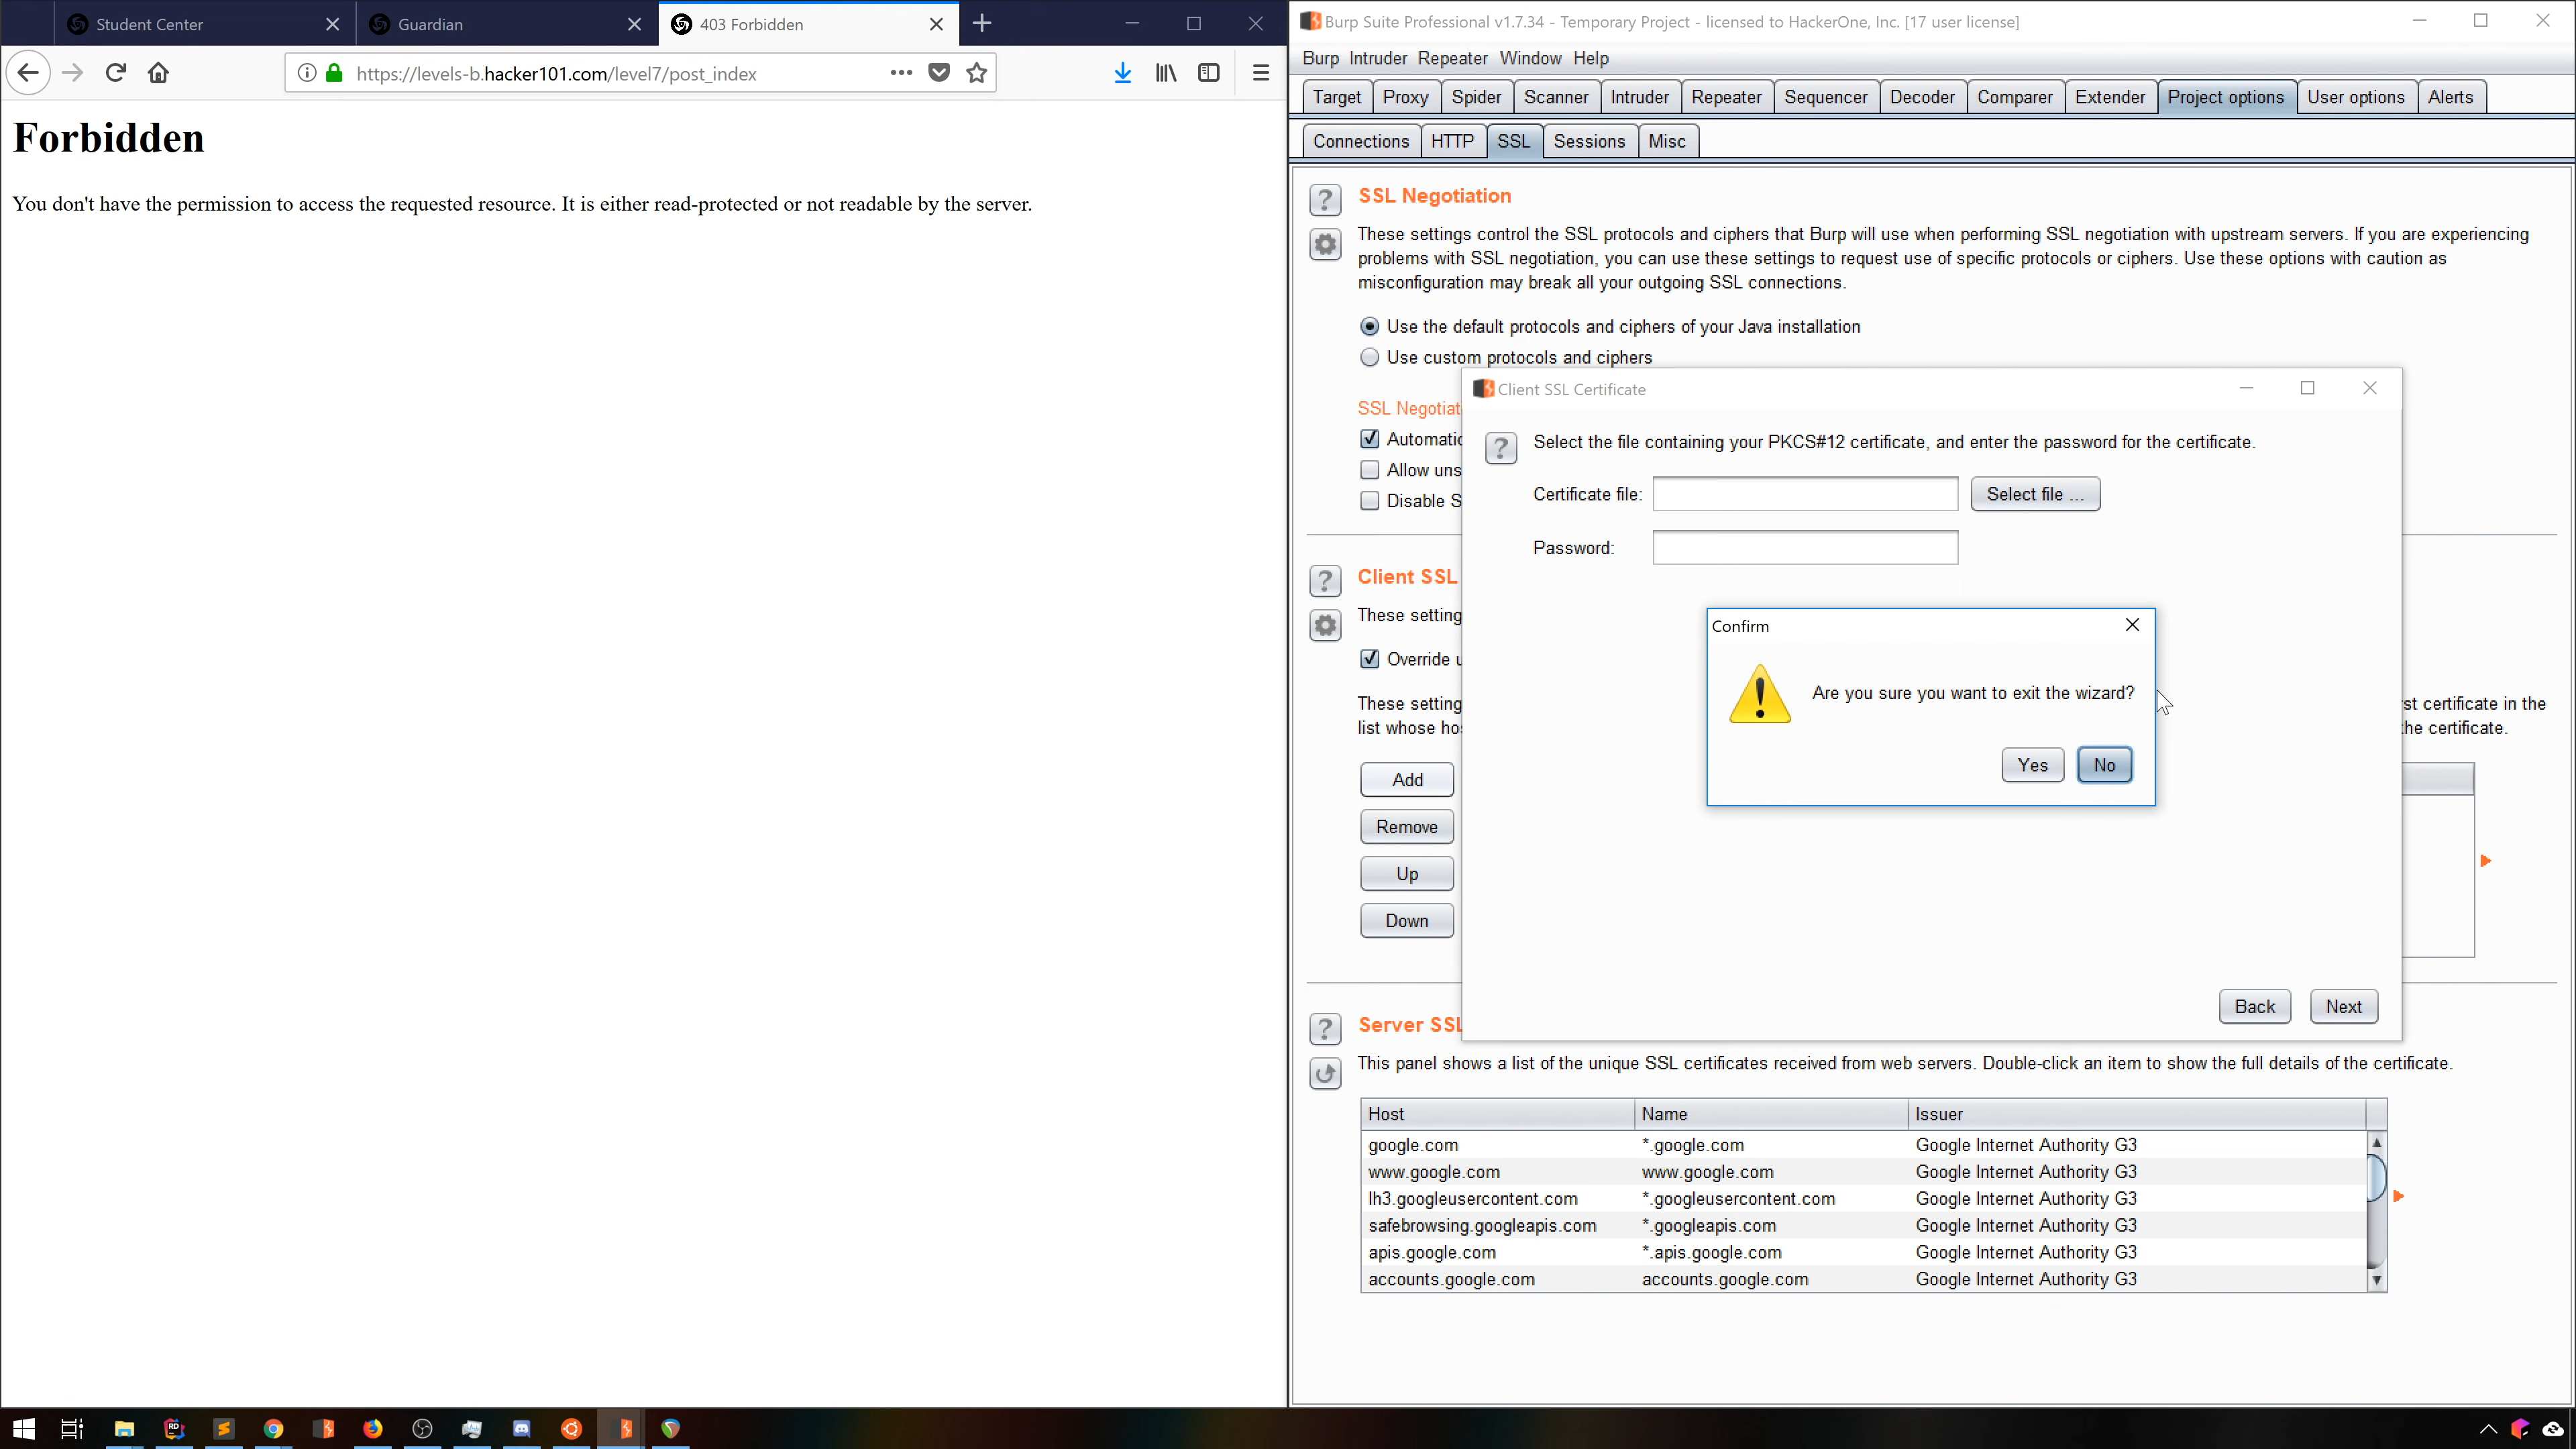 Student Center
Guardian
403 Forbidden
https://levels-b.hacker101.com/level7/post_index
Forbidden
You don't have the permission to access the requested resource. It is either read-protected or not readable by the server.
Burp Suite Professional v1.7.34 - Temporary Project - licensed to HackerOne, Inc. [17 user license]
Burp Intruder Repeater Window Help
Target Proxy Spider Scanner Intruder Repeater Sequencer Decoder Comparer Extender Project options User options Alerts
Connections HTTP SSL Sessions Misc
SSL Negotiation
These settings control the SSL protocols and ciphers that Burp will use when performing SSL negotiation with upstream servers. If you are experiencing
problems with SSL negotiation, you can use these settings to request use of specific protocols or ciphers. Use these options with caution as
misconfiguration may break all your outgoing SSL connections.
Use the default protocols and ciphers of your Java installation
Use custom protocols and ciphers
SSL Negotiat
Automatic
Allow uns
Disable S
Client SSL
These setting
Override u
These setting
st certificate in the
list whose ho
he certificate.
Add
Remove
Up
Down
Client SSL Certificate
Select the file containing your PKCS#12 certificate, and enter the password for the certificate.
Certificate file:
Select file ...
Password:
Confirm
Are you sure you want to exit the wizard?
Yes No
Back Next
Server SSL
This panel shows a list of the unique SSL certificates received from web servers. Double-click an item to show the full details of the certificate.
Host Name Issuer
google.com *.google.com Google Internet Authority G3
www.google.com www.google.com Google Internet Authority G3
lh3.googleusercontent.com *.googleusercontent.com Google Internet Authority G3
safebrowsing.googleapis.com *.googleapis.com Google Internet Authority G3
apis.google.com *.apis.google.com Google Internet Authority G3
accounts.google.com accounts.google.com Google Internet Authority G3